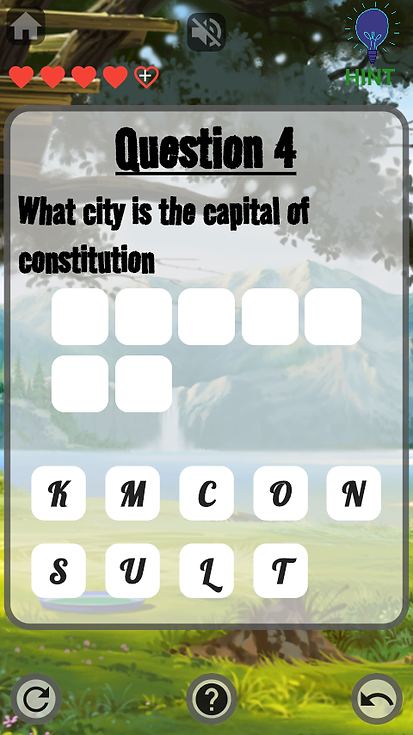 HINT
Question 4
What city is the capital of
constitution
K M C O N
S U L T
?